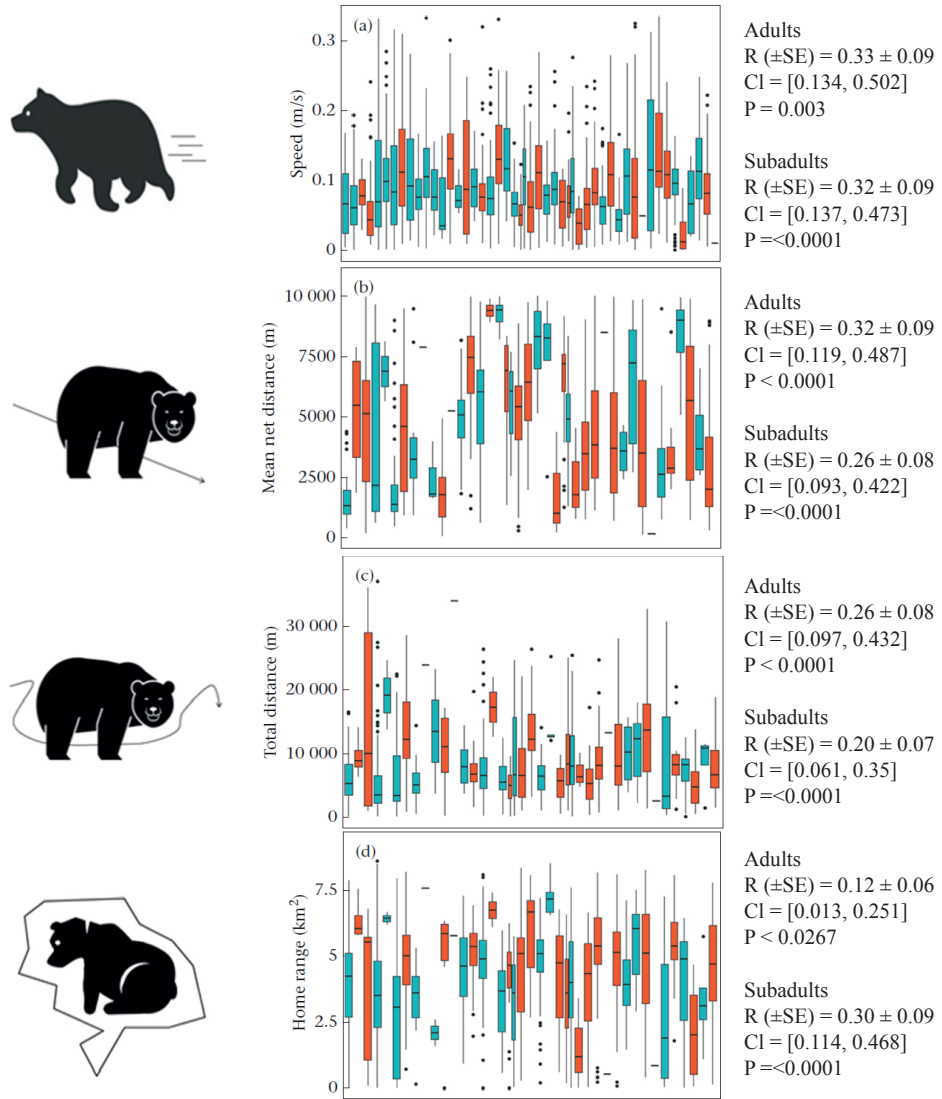 (a)
0.3
0.2
0.1
0
Speed (m/s)
Adults
R (±SE) = 0.33 ± 0.09
Cl = [0.134, 0.502]
P = 0.003
Subadults
R (±SE) = 0.32 ± 0.09
Cl = [0.137, 0.473]
P =<0.0001
(b)
10 000
7500
5000
2500
0
Mean net distance (m)
Adults
R (±SE) = 0.32 ± 0.09
Cl = [0.119, 0.487]
P < 0.0001
Subadults
R (±SE) = 0.26 ± 0.08
Cl = [0.093, 0.422]
P =<0.0001
(c)
30 000
20 000
10 000
0
Total distance (m)
Adults
R (±SE) = 0.26 ± 0.08
Cl = [0.097, 0.432]
P < 0.0001
Subadults
R (±SE) = 0.20 ± 0.07
Cl = [0.061, 0.35]
P =<0.0001
(d)
7.5
5
2.5
0
Home range (km²)
Adults
R (±SE) = 0.12 ± 0.06
Cl = [0.013, 0.251]
P < 0.0267
Subadults
R (±SE) = 0.30 ± 0.09
Cl = [0.114, 0.468]
P =<0.0001